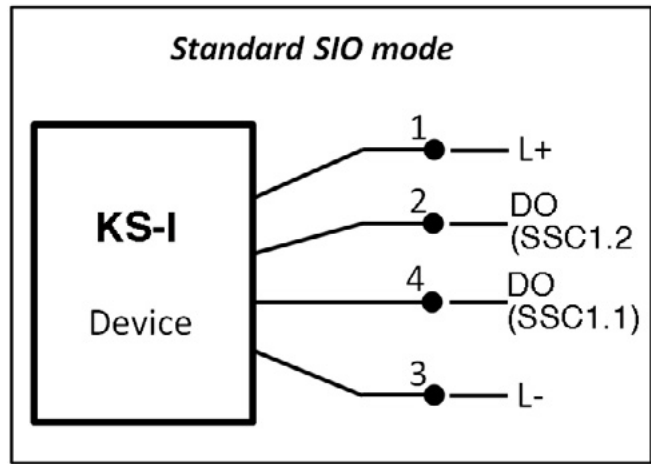 Standard SIO mode
KS-I
Device
1
L+
2
DO
(SSC1.2
4
DO
(SSC1.1)
3
L-